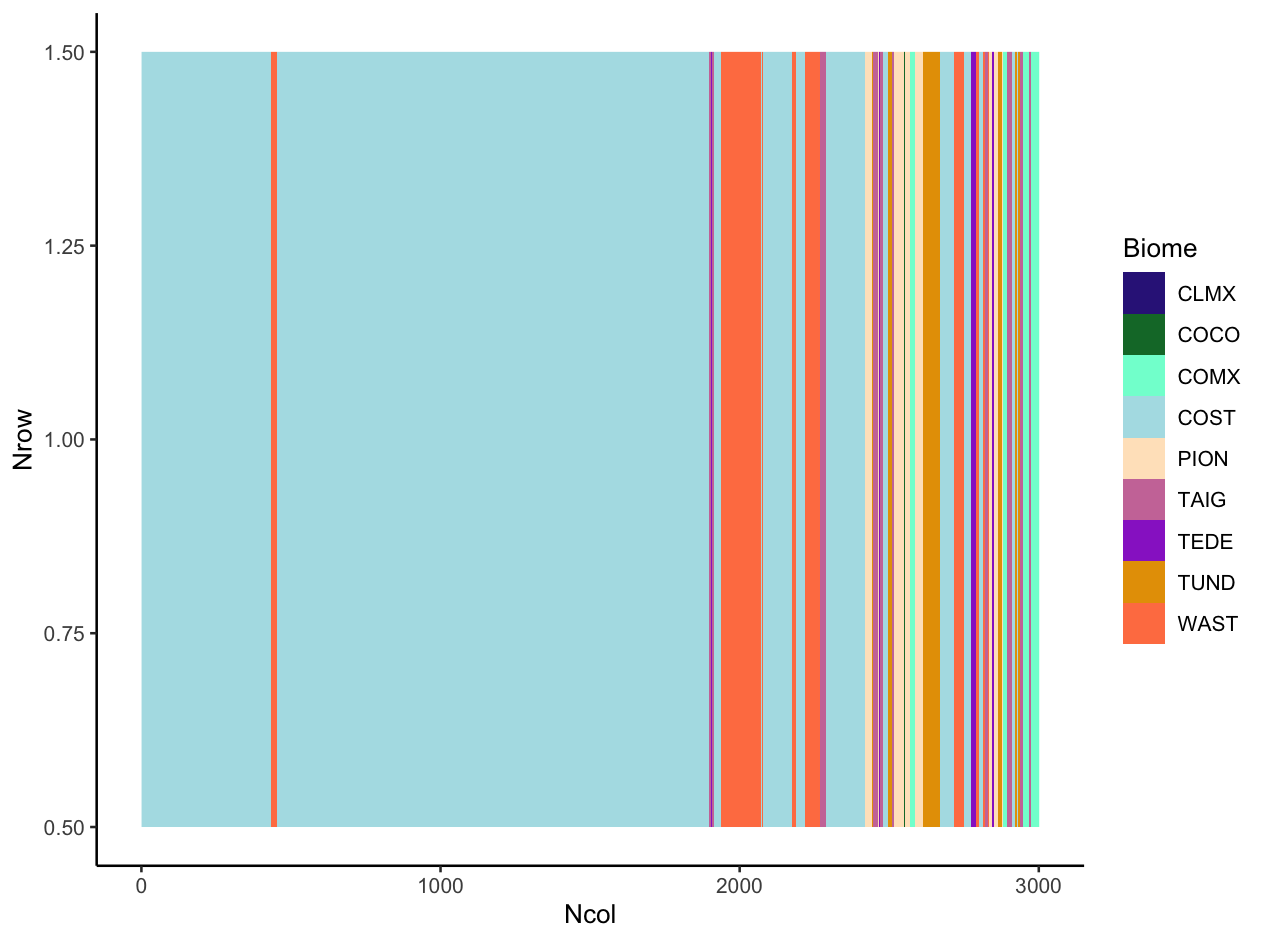 1.50
1.25
1.00
0.75
0.50
Nrow
0
1000
2000
3000
Ncol
Biome
CLMX
COCO
COMX
COST
PION
TAIG
TEDE
TUND
WAST